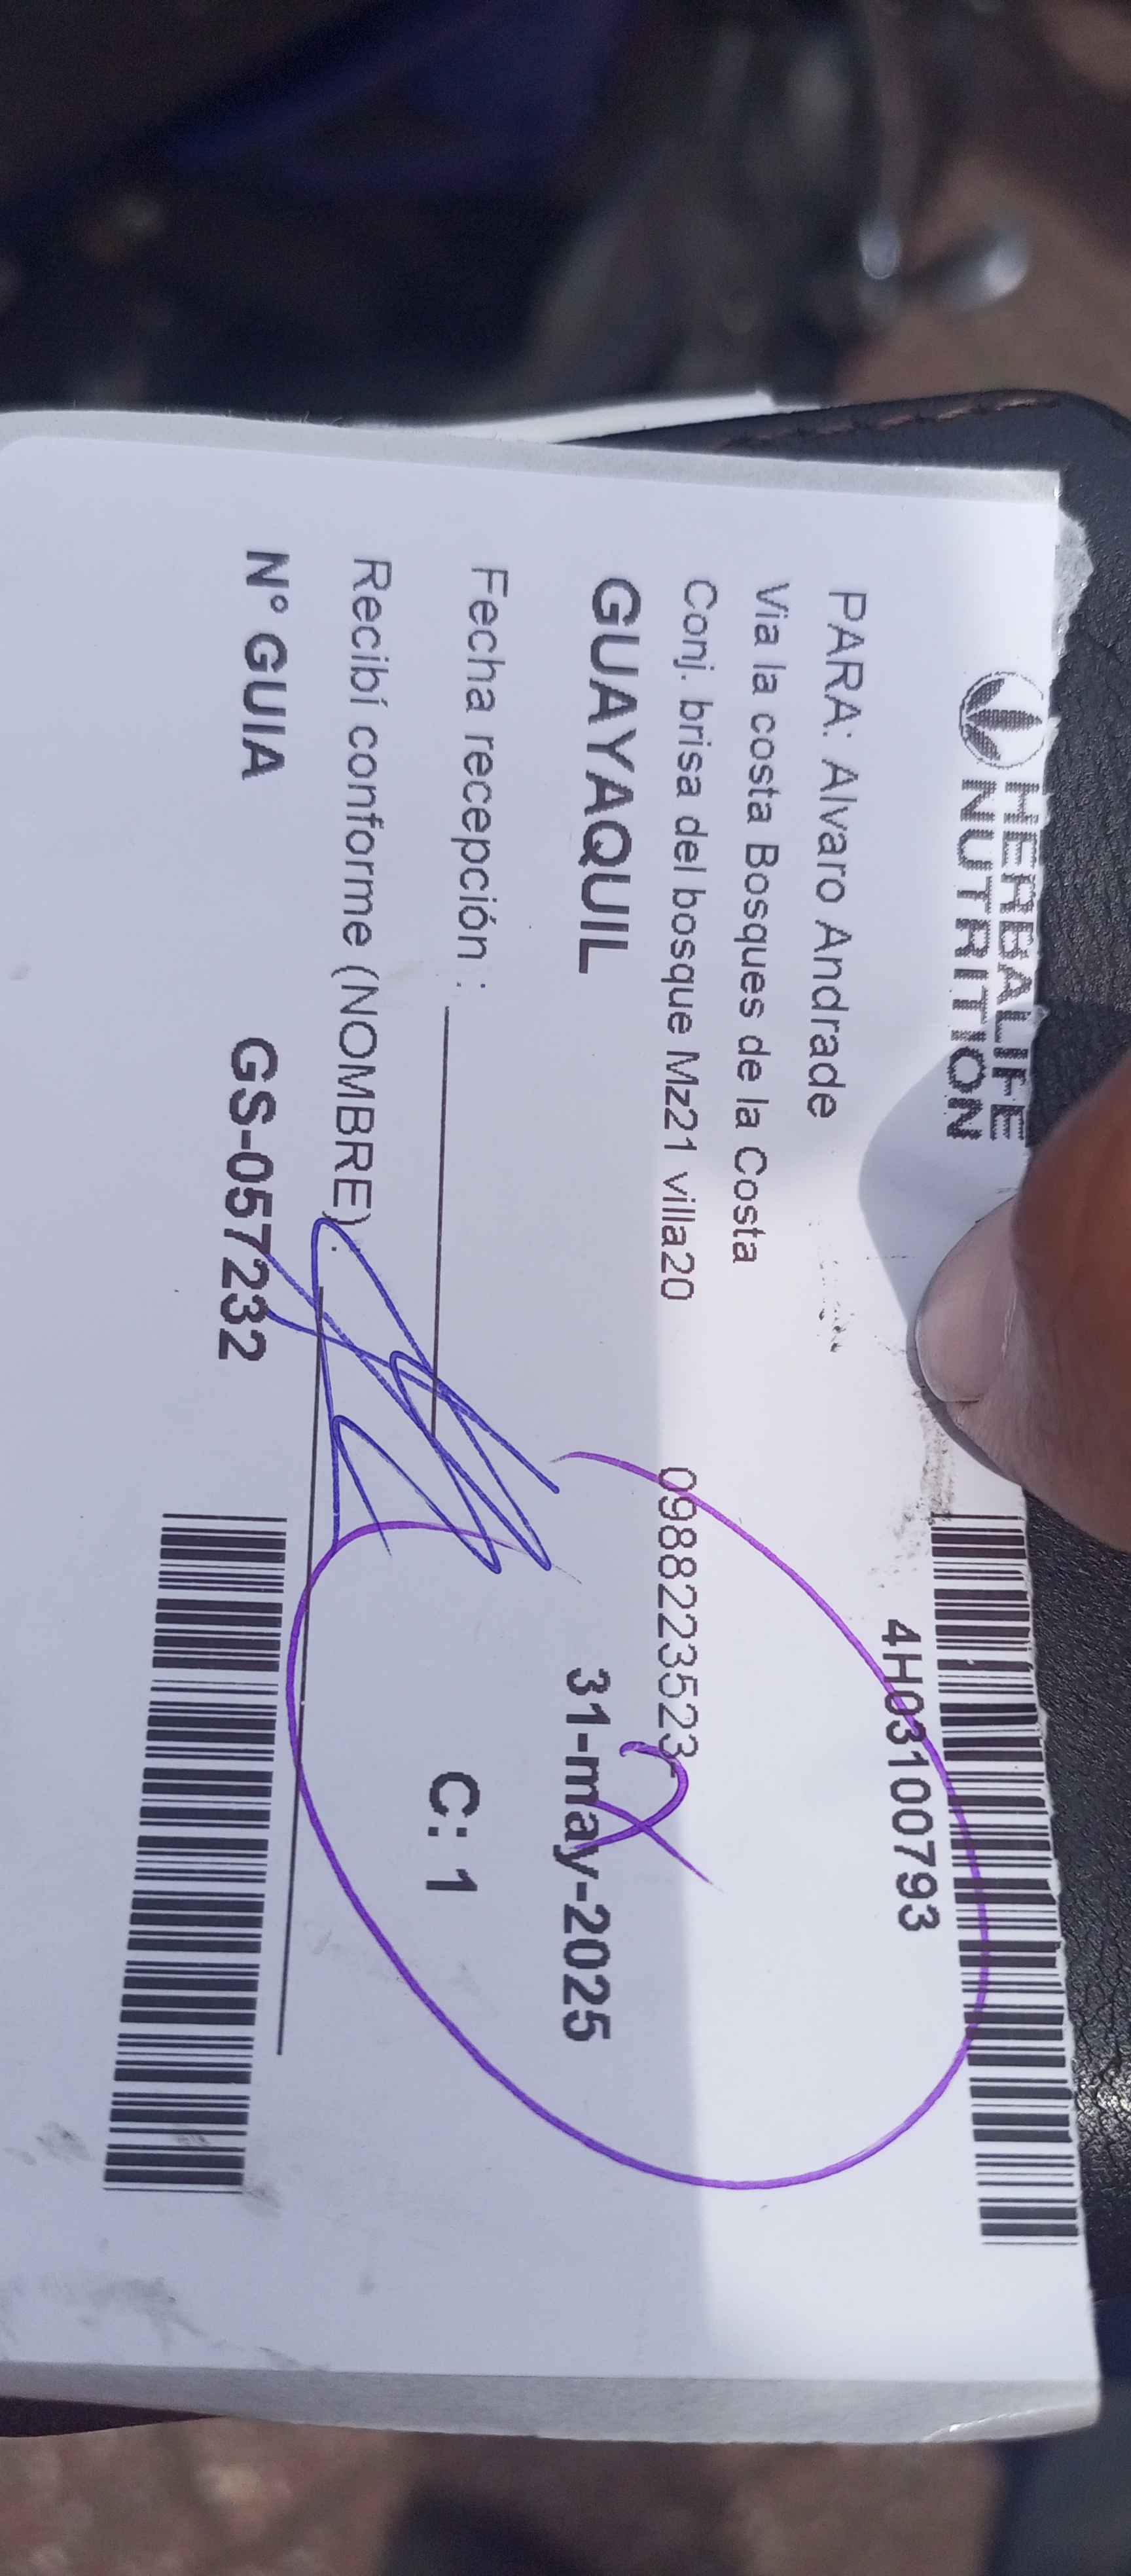 HERBALIFE
NUTRITION
4H03100793
PARA: Alvaro Andrade
Via la costa Bosques de la Costa
Conj. brisa del bosque Mz21 villa20 0988223523
GUAYAQUIL 31-may-2025
Fecha recepción :
C: 1
Recibí conforme (NOMBRE) :
N° GUIA GS-057232